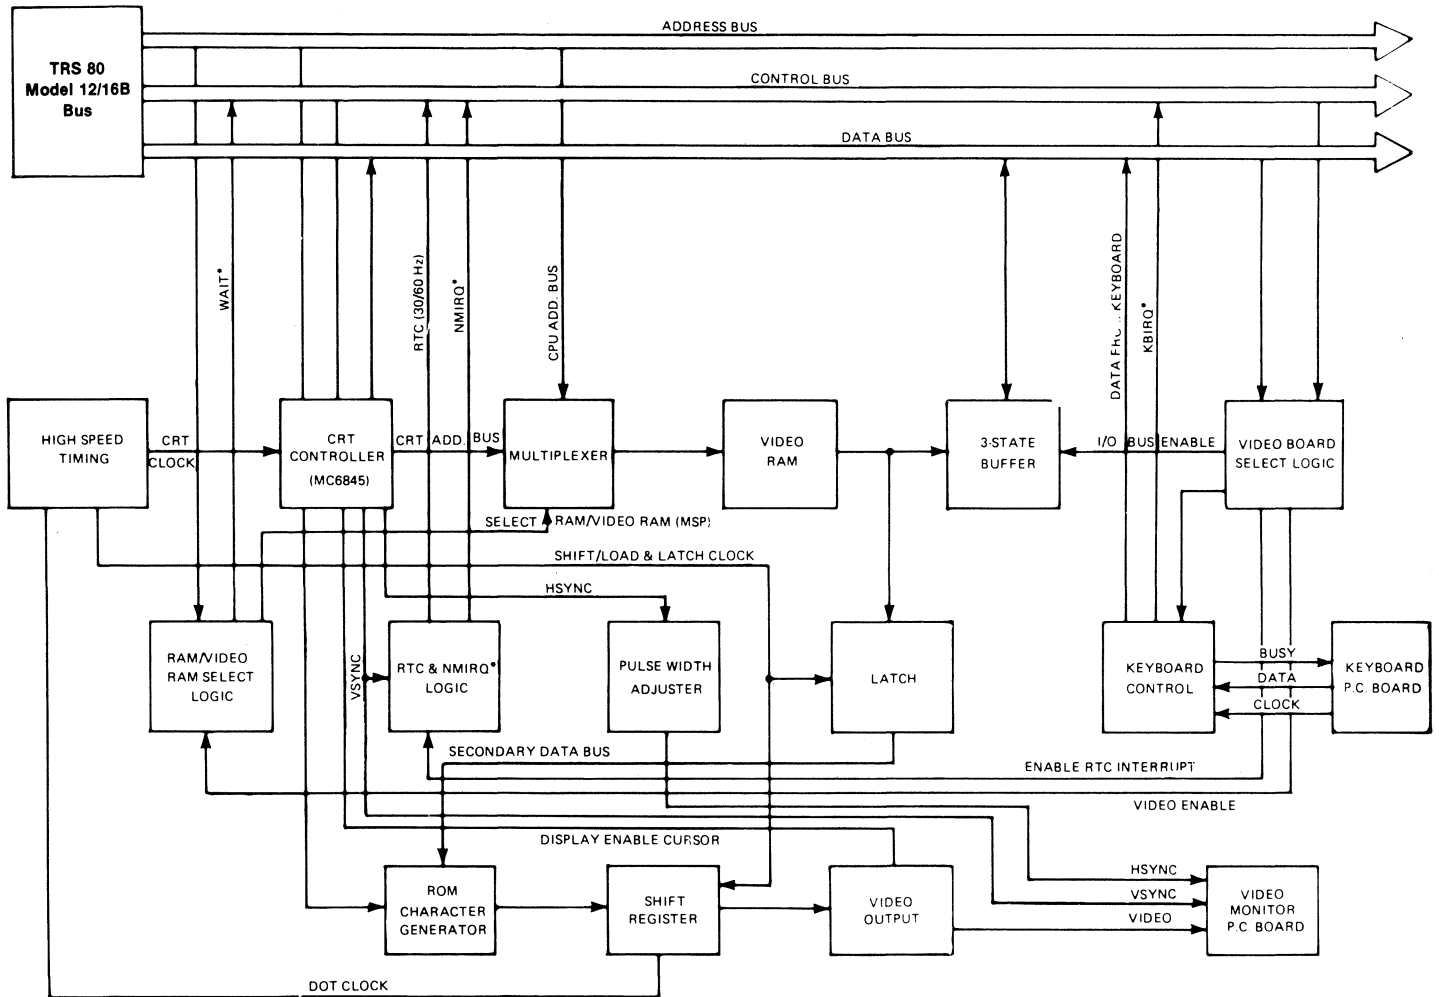 ADDRESS BUS
TRS 80
Model 12/16B
Bus
CONTROL BUS
DATA BUS
WAIT*
RTC (30/60 Hz)
NMIRQ*
CPU ADD. BUS
DATA KEYBOARD
KBIRQ*
HIGH SPEED
TIMING
CRT
CLOCK
CRT
CONTROLLER
(MC6845)
CRT ADD. BUS
MULTIPLEXER
VIDEO
RAM
3-STATE
BUFFER
I/O BUS ENABLE
VIDEO BOARD
SELECT LOGIC
SELECT RAM/VIDEO RAM (MSP)
SHIFT/LOAD & LATCH CLOCK
HSYNC
RAM/VIDEO
RAM SELECT
LOGIC
VSYNC
RTC & NMIRQ*
LOGIC
PULSE WIDTH
ADJUSTER
LATCH
KEYBOARD
CONTROL
BUSY
DATA
CLOCK
KEYBOARD
P.C. BOARD
SECONDARY DATA BUS
ENABLE RTC INTERRUPT
VIDEO ENABLE
DISPLAY ENABLE CURSOR
ROM
CHARACTER
GENERATOR
SHIFT
REGISTER
VIDEO
OUTPUT
HSYNC
VSYNC
VIDEO
VIDEO
MONITOR
P.C. BOARD
DOT CLOCK